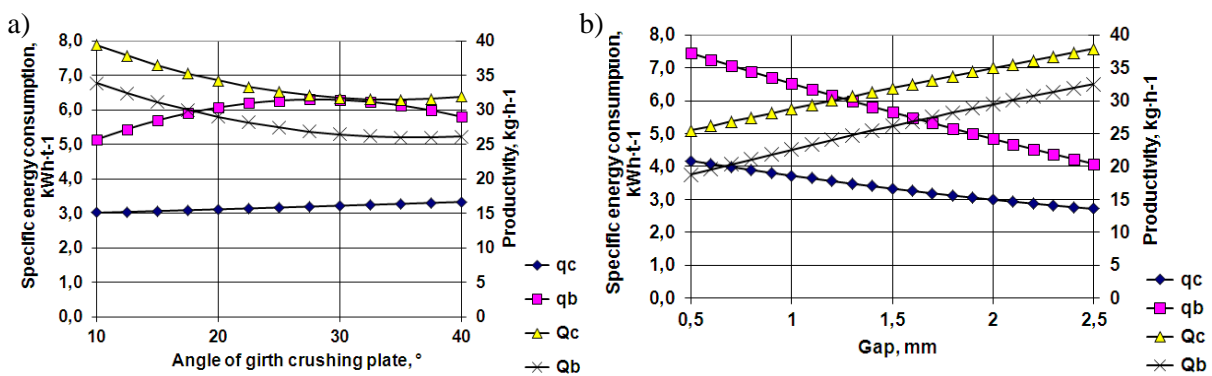 a)
Specific energy consumption,
kWh·t-1
8,0
7,0
6,0
5,0
4,0
3,0
2,0
1,0
0,0
10
20
30
40
Angle of girth crushing plate, °
40
35
30
25
20
15
10
5
0
Productivity, kg·h-1
qc
qb
Qc
Qb
b)
Specific energy consumption,
kWh·t-1
8,0
7,0
6,0
5,0
4,0
3,0
2,0
1,0
0,0
0,5
1
1,5
2
2,5
Gap, mm
40
35
30
25
20
15
10
5
0
Productivity, kg·h-1
qc
qb
Qc
Qb